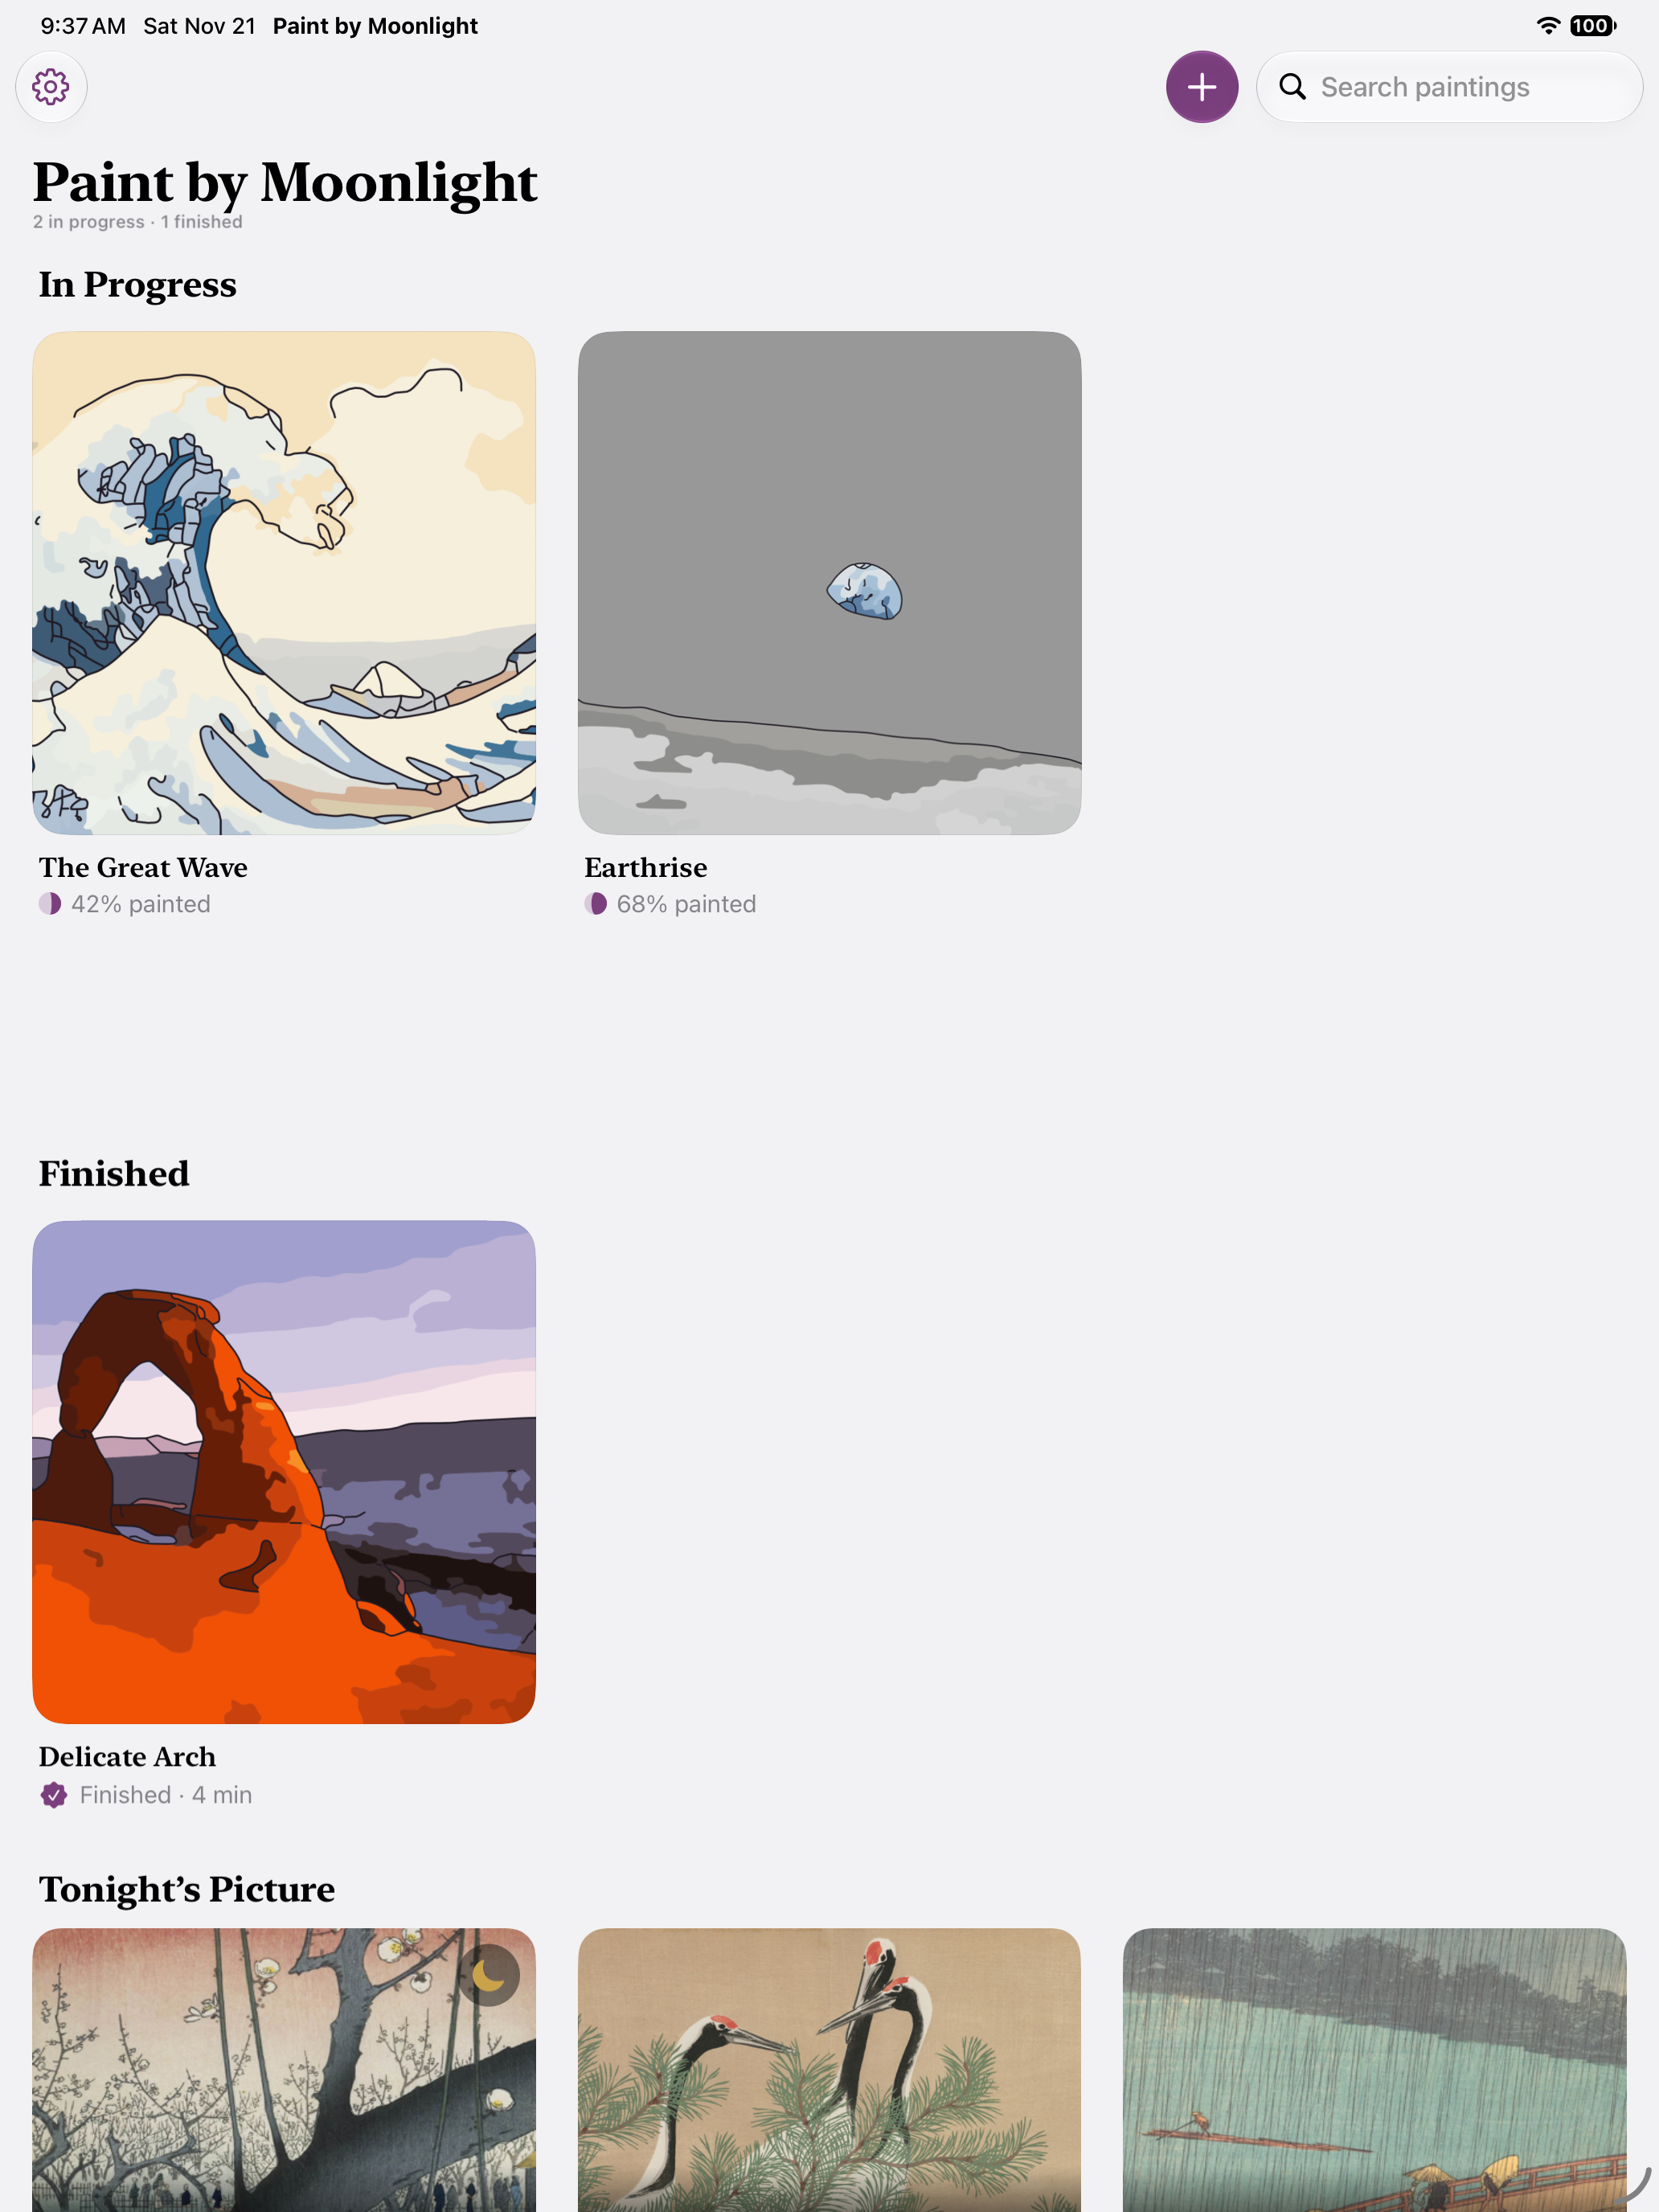 9:37 AM Sat Nov 21 Paint by Moonlight
100
Search paintings
Paint by Moonlight
2 in progress · 1 finished
In Progress
The Great Wave
42% painted
Earthrise
68% painted
Finished
Delicate Arch
Finished · 4 min
Tonight’s Picture